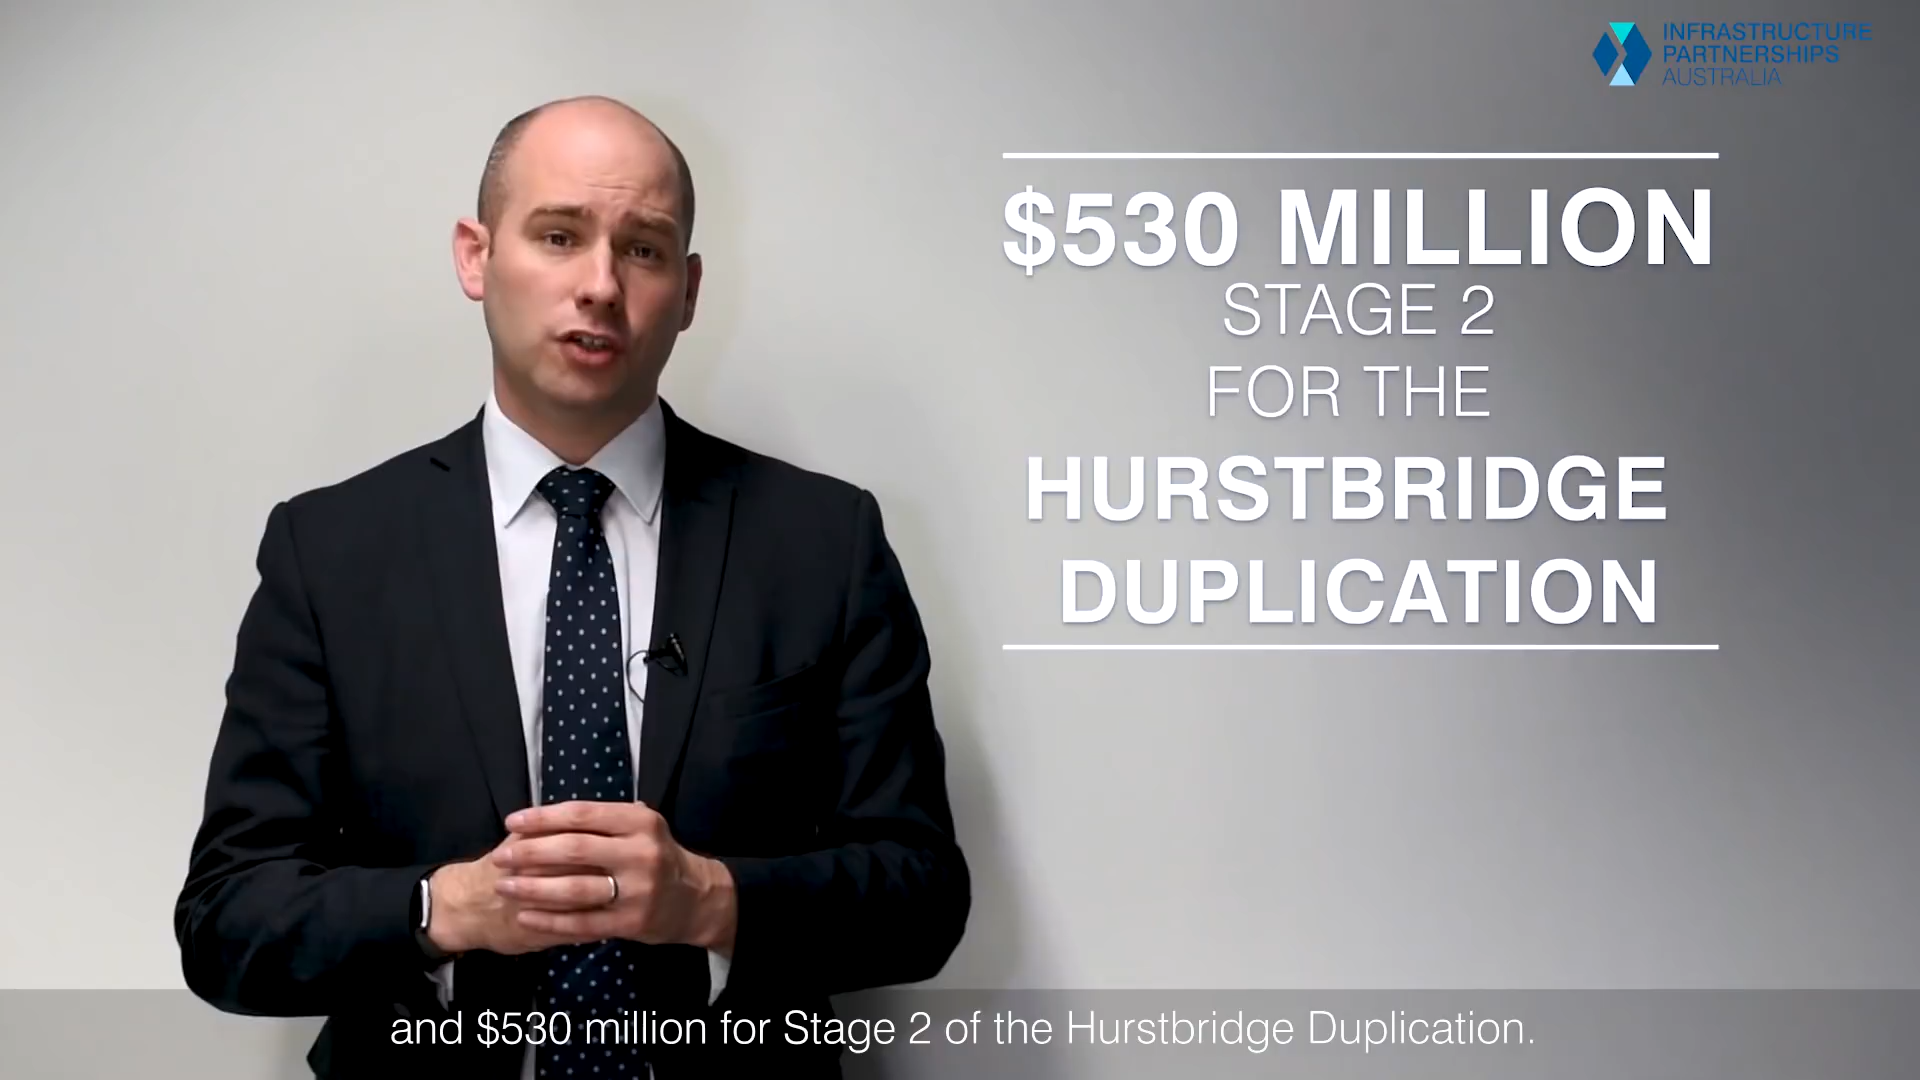 INFRASTRUCTURE
PARTNERSHIPS
AUSTRALIA
$530 MILLION
STAGE 2
FOR THE
HURSTBRIDGE
DUPLICATION
and $530 million for Stage 2 of the Hurstbridge Duplication.